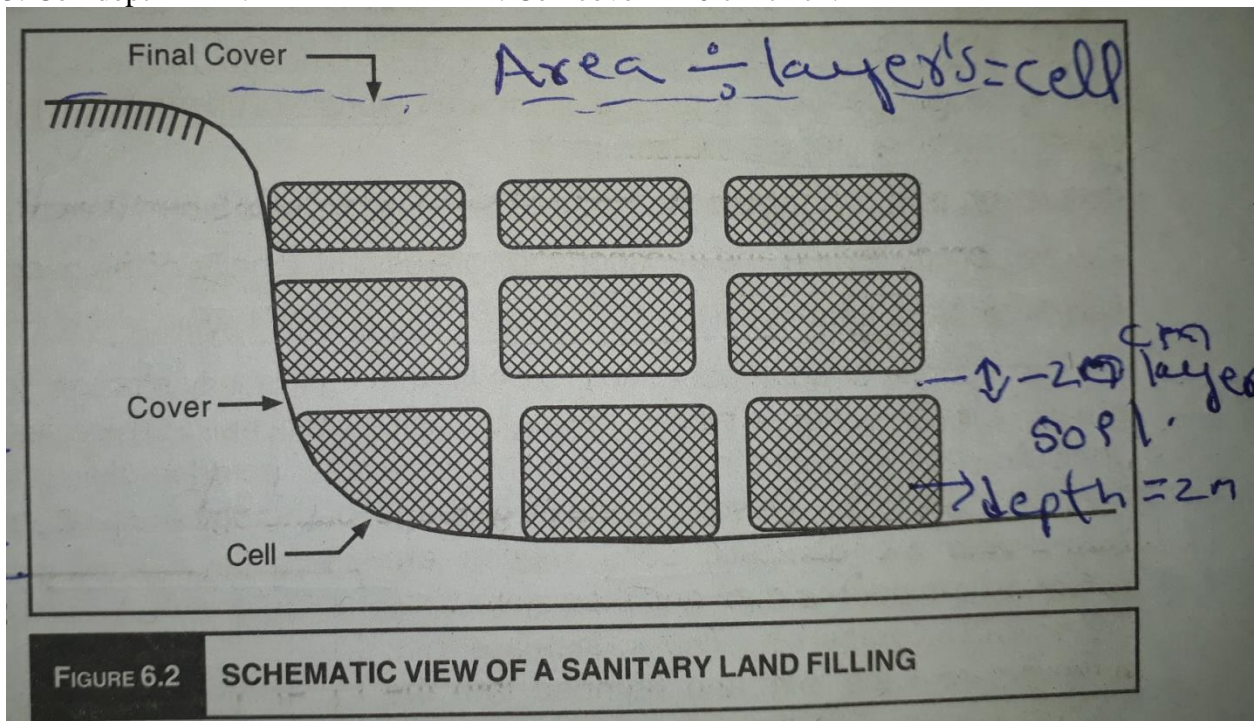 Final Cover
Area ÷ layer's = cell
Cover
cm
layer
soil.
depth = 2m
Cell
FIGURE 6.2
SCHEMATIC VIEW OF A SANITARY LAND FILLING